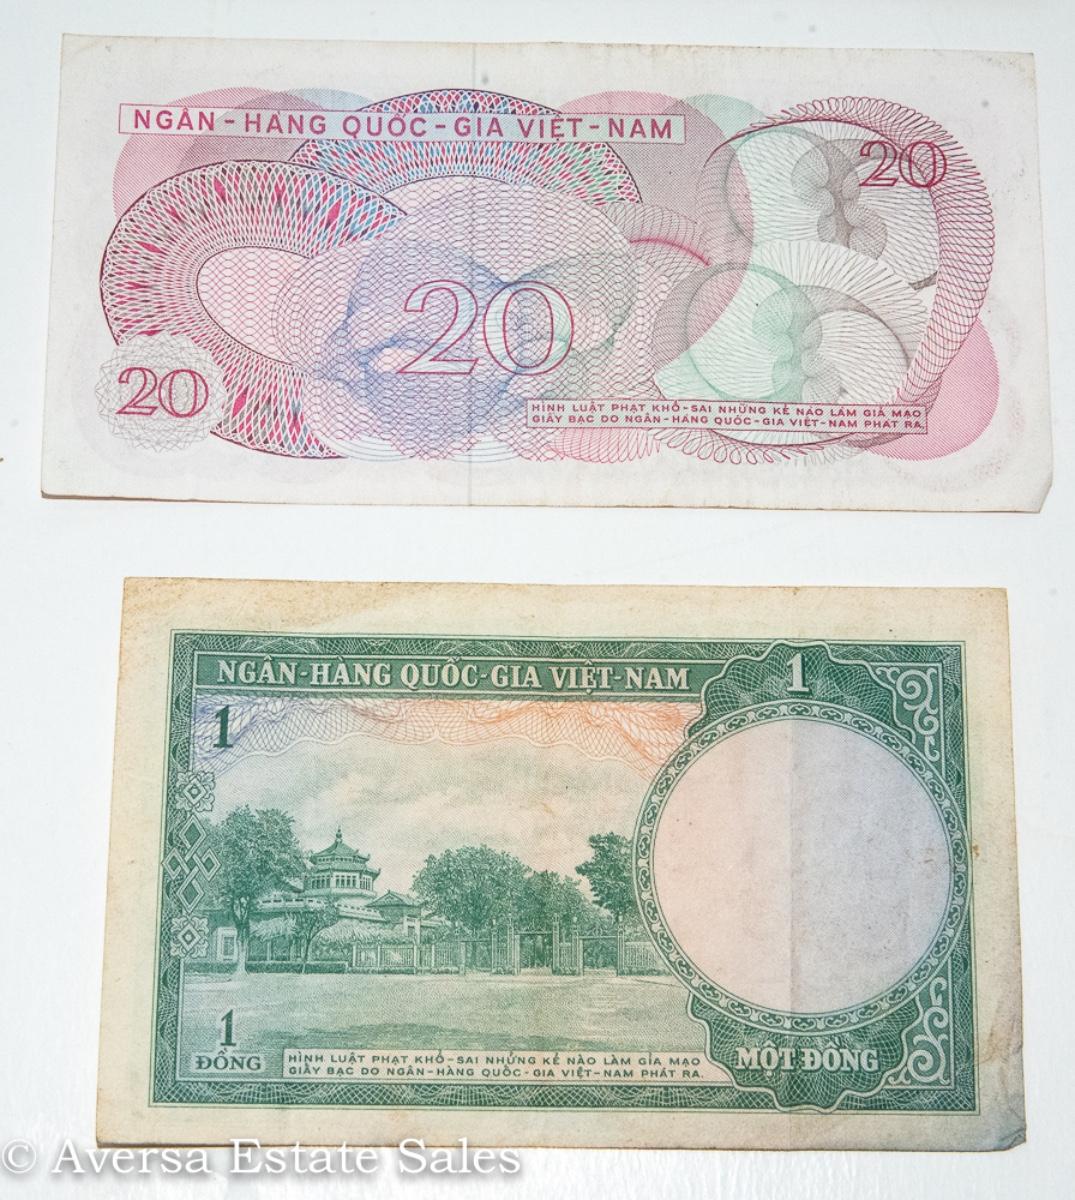 NGÂN-HÀNG QUỐC-GIA VIỆT-NAM
20
20
20
HÌNH LUẬT PHẠT KHỔ-SAI NHỮNG KẺ NÀO LÀM GIẢ MẠO
GIẤY BẠC DO NGÂN-HÀNG QUỐC-GIA VIỆT-NAM PHÁT RA.
NGÂN-HÀNG QUỐC-GIA VIỆT-NAM
1
1
1
ĐỒNG
HÌNH LUẬT PHẠT KHỔ-SAI NHỮNG KẺ NÀO LÀM GIẢ MẠO
GIẤY BẠC DO NGÂN-HÀNG QUỐC-GIA VIỆT-NAM PHÁT RA.
MỘT ĐỒNG
© Aversa Estate Sales